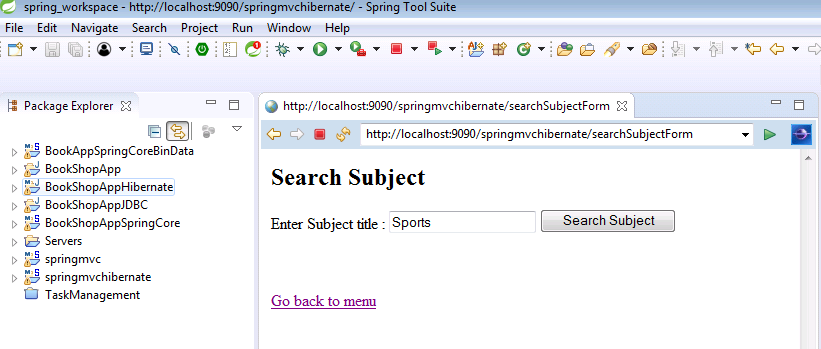 spring_workspace - http://localhost:9090/springmvchibernate/ - Spring Tool Suite
File Edit Navigate Search Project Run Window Help
Package Explorer
http://localhost:9090/springmvchibernate/searchSubjectForm
http://localhost:9090/springmvchibernate/searchSubjectForm
BookAppSpringCoreBinData
BookShopApp
BookShopAppHibernate
BookShopAppJDBC
BookShopAppSpringCore
Servers
springmvc
springmvchibernate
TaskManagement
Search Subject
Enter Subject title : Sports Search Subject
Go back to menu